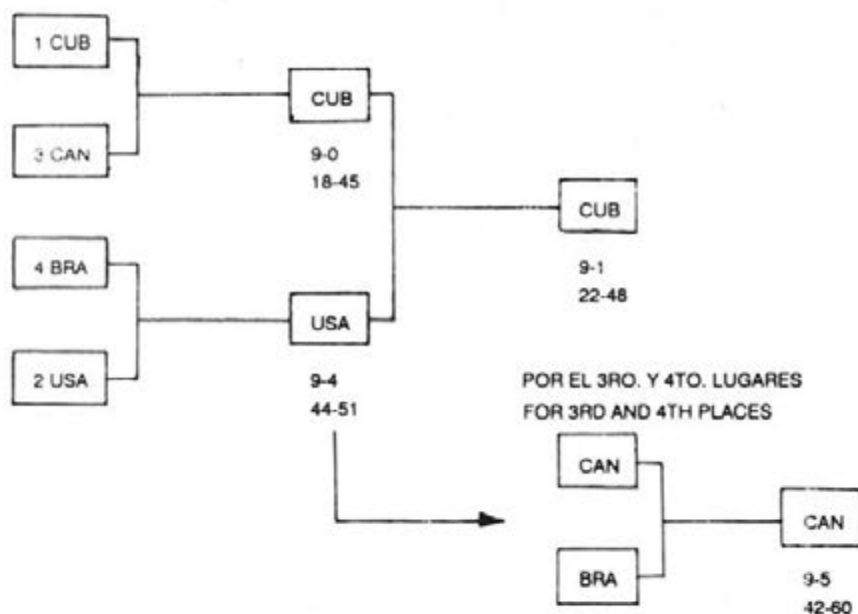 1 CUB
3 CAN
CUB
9-0
18-45
4 BRA
2 USA
USA
9-4
44-51
CUB
9-1
22-48
POR EL 3RO. Y 4TO. LUGARES
FOR 3RD AND 4TH PLACES
CAN
BRA
CAN
9-5
42-60